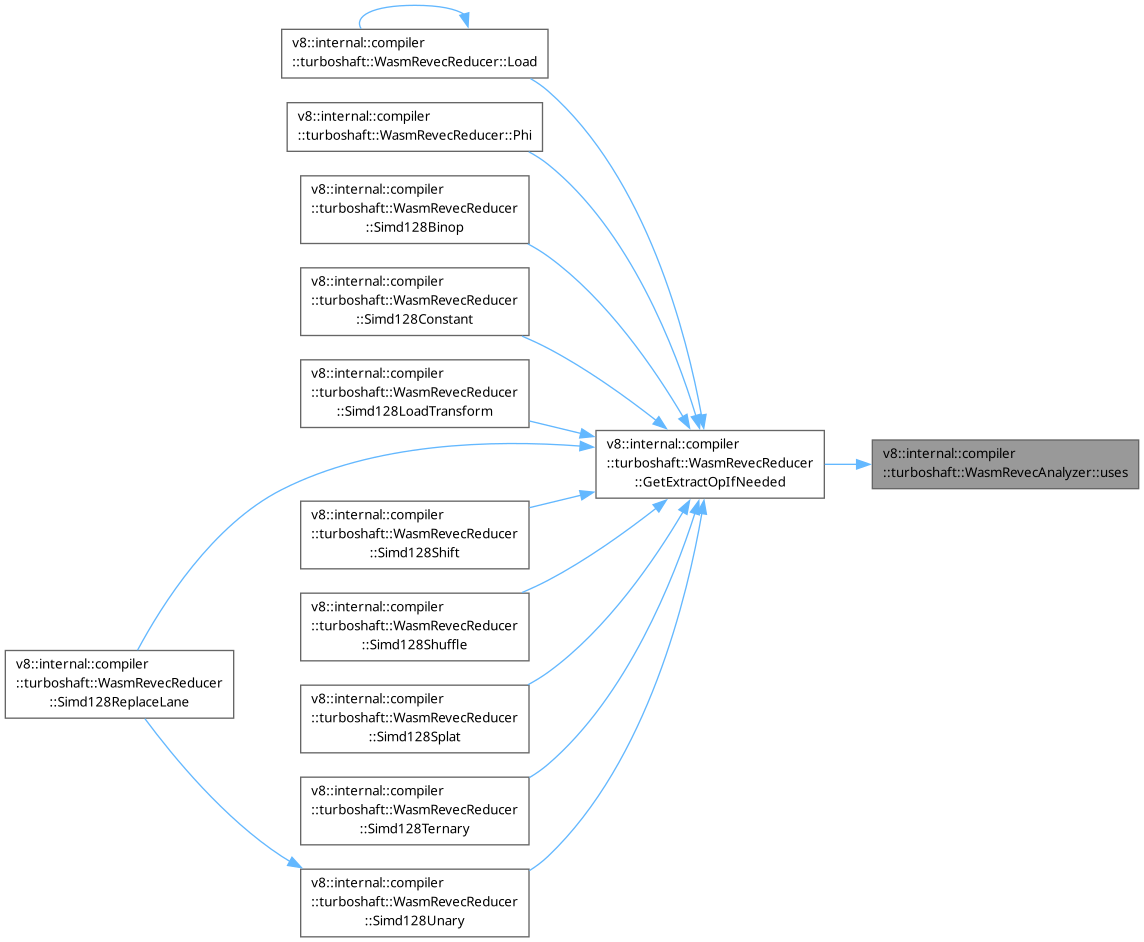 v8::internal::compiler
::turboshaft::WasmRevecReducer::Load
v8::internal::compiler
::turboshaft::WasmRevecReducer::Phi
v8::internal::compiler
::turboshaft::WasmRevecReducer
::Simd128Binop
v8::internal::compiler
::turboshaft::WasmRevecReducer
::Simd128Constant
v8::internal::compiler
::turboshaft::WasmRevecReducer
::Simd128LoadTransform
v8::internal::compiler
::turboshaft::WasmRevecReducer
::GetExtractOpIfNeeded
v8::internal::compiler
::turboshaft::WasmRevecAnalyzer::uses
v8::internal::compiler
::turboshaft::WasmRevecReducer
::Simd128Shift
v8::internal::compiler
::turboshaft::WasmRevecReducer
::Simd128Shuffle
v8::internal::compiler
::turboshaft::WasmRevecReducer
::Simd128ReplaceLane
v8::internal::compiler
::turboshaft::WasmRevecReducer
::Simd128Splat
v8::internal::compiler
::turboshaft::WasmRevecReducer
::Simd128Ternary
v8::internal::compiler
::turboshaft::WasmRevecReducer
::Simd128Unary